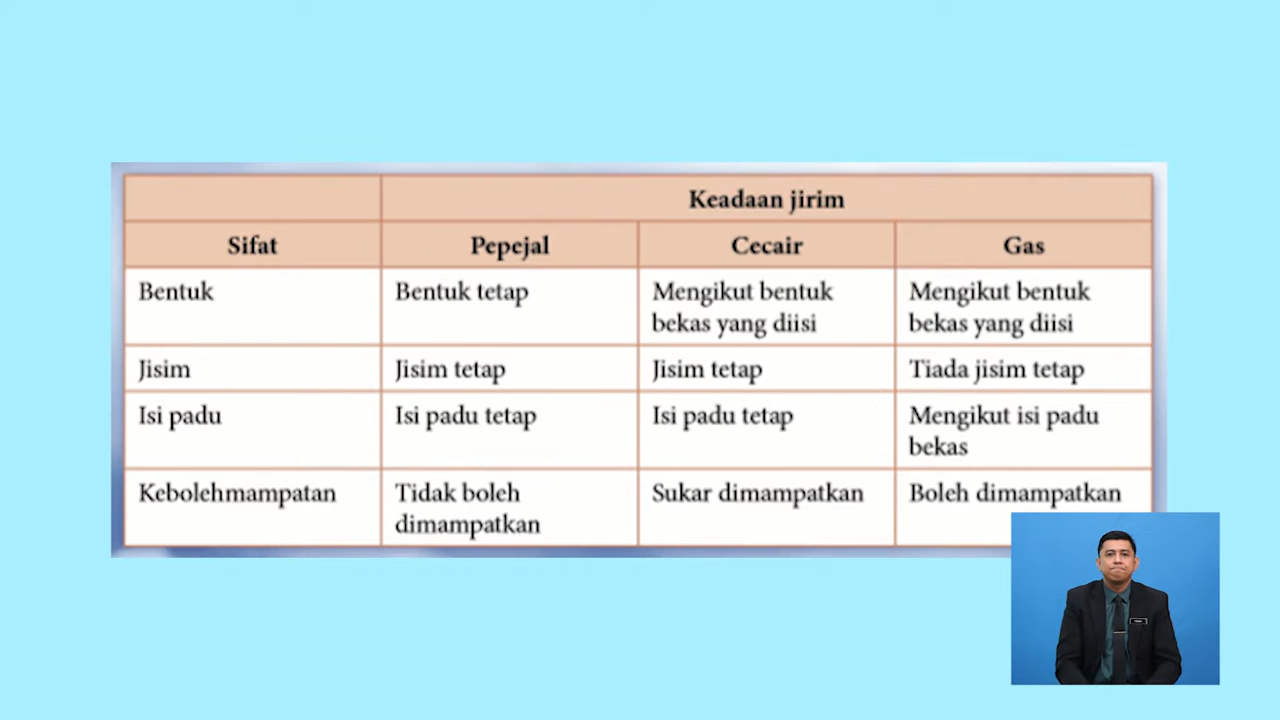 Keadaan jirim
Sifat Pepejal Cecair Gas
Bentuk Bentuk tetap Mengikut bentuk Mengikut bentuk
bekas yang diisi bekas yang diisi
Jisim Jisim tetap Jisim tetap Tiada jisim tetap
Isi padu Isi padu tetap Isi padu tetap Mengikut isi padu
bekas
Kebolehmampatan Tidak boleh Sukar dimampatkan Boleh dimampatkan
dimampatkan